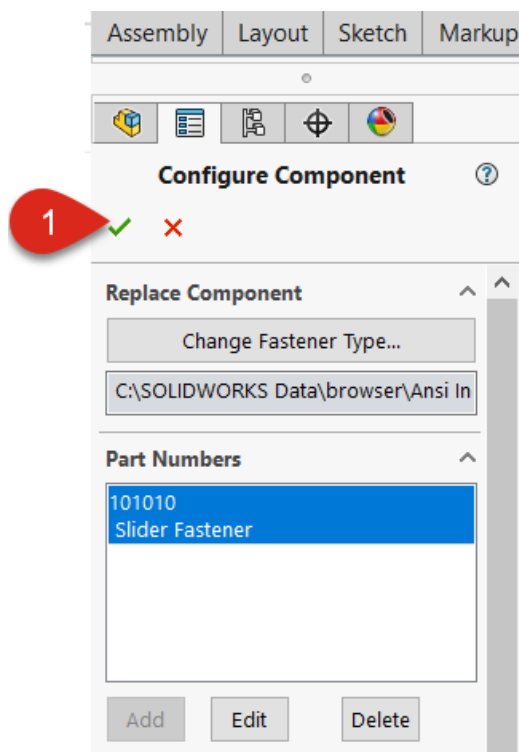 Assembly Layout Sketch Markup
Configure Component ?
1
Replace Component
Change Fastener Type...
C:\SOLIDWORKS Data\browser\Ansi In
Part Numbers
101010
Slider Fastener
Add Edit Delete